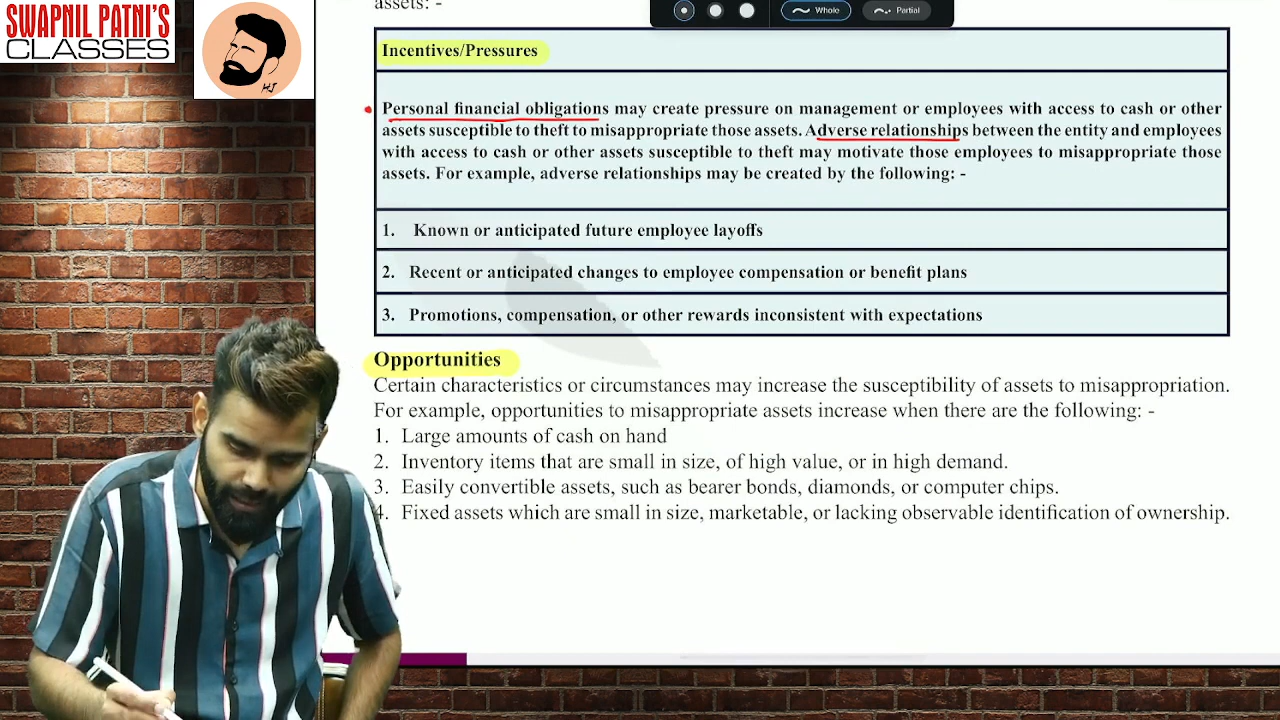 SWAPNIL PATNI'S
CLASSES
HJ
assets: -
Whole
Partial
Incentives/Pressures
Personal financial obligations may create pressure on management or employees with access to cash or other
assets susceptible to theft to misappropriate those assets. Adverse relationships between the entity and employees
with access to cash or other assets susceptible to theft may motivate those employees to misappropriate those
assets. For example, adverse relationships may be created by the following: -
1. Known or anticipated future employee layoffs
2. Recent or anticipated changes to employee compensation or benefit plans
3. Promotions, compensation, or other rewards inconsistent with expectations
Opportunities
Certain characteristics or circumstances may increase the susceptibility of assets to misappropriation.
For example, opportunities to misappropriate assets increase when there are the following: -
1. Large amounts of cash on hand
2. Inventory items that are small in size, of high value, or in high demand.
3. Easily convertible assets, such as bearer bonds, diamonds, or computer chips.
4. Fixed assets which are small in size, marketable, or lacking observable identification of ownership.